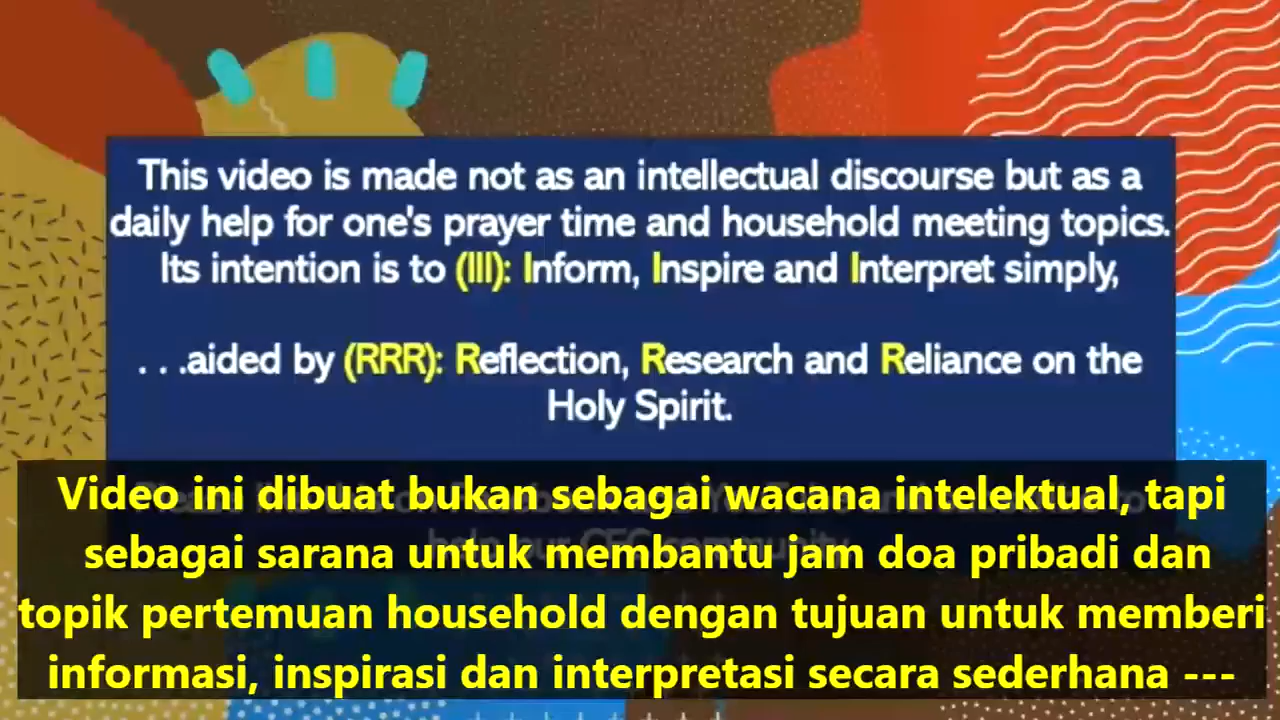 This video is made not as an intellectual discourse but as a
daily help for one's prayer time and household meeting topics.
Its intention is to (III): Inform, Inspire and Interpret simply,
. . .aided by (RRR): Reflection, Research and Reliance on the
Holy Spirit.
Video ini dibuat bukan sebagai wacana intelektual, tapi
sebagai sarana untuk membantu jam doa pribadi dan
topik pertemuan household dengan tujuan untuk memberi
informasi, inspirasi dan interpretasi secara sederhana ---